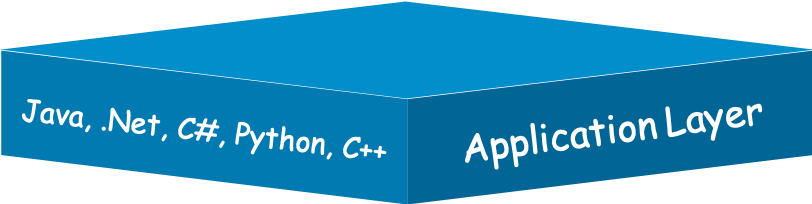 Java, .Net, C#, Python, C++
Application Layer